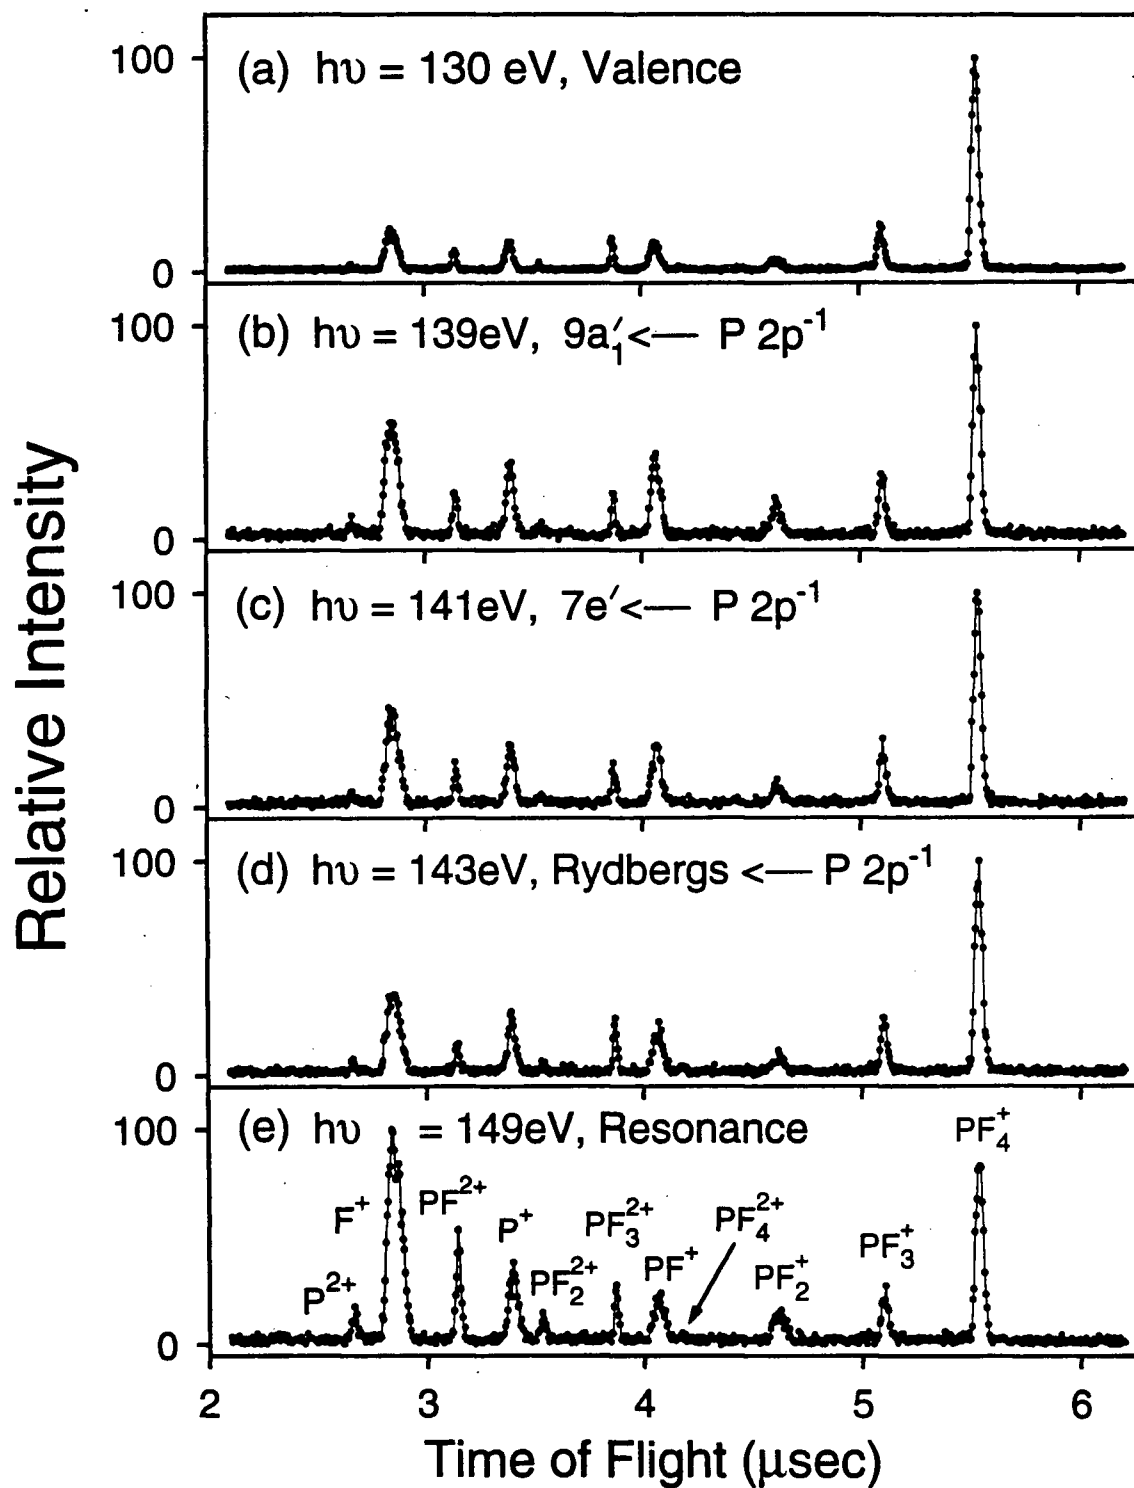 Relative Intensity
100
(a) hυ = 130 eV, Valence
0
100
(b) hυ = 139eV, 9a₁′<— P 2p⁻¹
0
100
(c) hυ = 141eV, 7e′<— P 2p⁻¹
0
100
(d) hυ = 143eV, Rydbergs <— P 2p⁻¹
0
100
(e) hυ = 149eV, Resonance
PF₄⁺
F⁺
PF²⁺
P⁺
PF₃²⁺
PF₄²⁺
PF₃⁺
P²⁺
PF₂²⁺
PF⁺
PF₂⁺
0
2 3 4 5 6
Time of Flight (μsec)